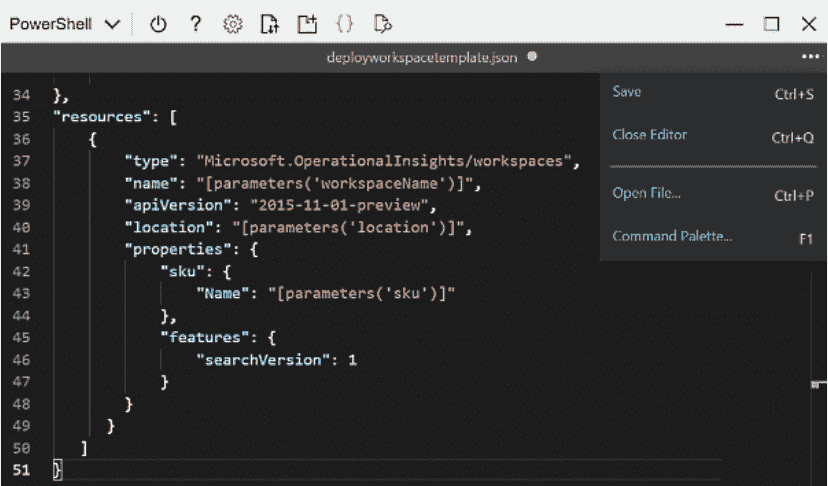 PowerShell
deployworkspacetemplate.json
Save Ctrl+S
Close Editor Ctrl+Q
Open File... Ctrl+P
Command Palette... F1
34 },
35 "resources": [
36 {
37 "type": "Microsoft.OperationalInsights/workspaces",
38 "name": "[parameters('workspaceName')]",
39 "apiVersion": "2015-11-01-preview",
40 "location": "[parameters('location')]",
41 "properties": {
42 "sku": {
43 "Name": "[parameters('sku')]"
44 },
45 "features": {
46 "searchVersion": 1
47 }
48 }
49 }
50 ]
51 }